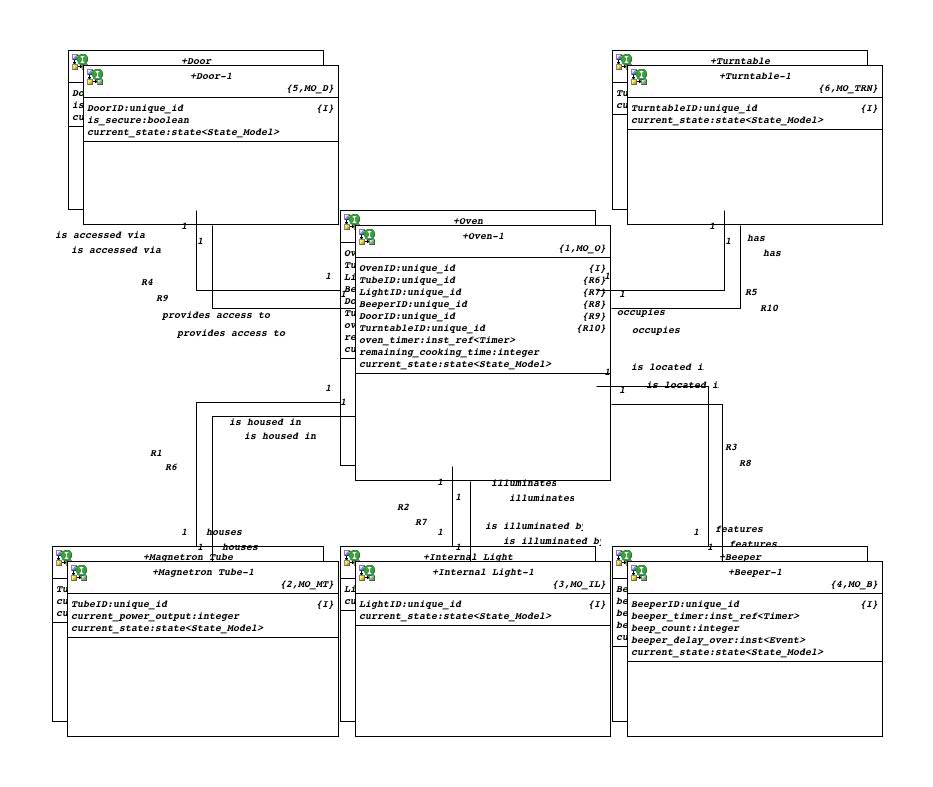 +Door
+Door-1
{5,MO_D}
Do
is
cu
DoorID:unique_id {I}
is_secure:boolean
current_state:state<State_Model>
+Turntable
+Turntable-1
{6,MO_TRN}
Tu
cu
TurntableID:unique_id {I}
current_state:state<State_Model>
1
1
is accessed via
is accessed via
R4
R9
provides access to
provides access to
1
1
+Oven
+Oven-1
{1,MO_O}
Ov
Tu
Li
Be
Do
Tu
ov
re
cu
OvenID:unique_id {I}
TubeID:unique_id {R6}
LightID:unique_id {R7}
BeeperID:unique_id {R8}
DoorID:unique_id {R9}
TurntableID:unique_id {R10}
oven_timer:inst_ref<Timer>
remaining_cooking_time:integer
current_state:state<State_Model>
1
1
has
has
R5
R10
1
1
occupies
occupies
1
1
is located i
is located i
R3
R8
1
1
features
features
1
1
is housed in
is housed in
R1
R6
1
1
houses
houses
1
1
illuminates
illuminates
R2
R7
1
1
is illuminated by
is illuminated by
+Magnetron Tube
+Magnetron Tube-1
{2,MO_MT}
Tu
cu
cu
TubeID:unique_id {I}
current_power_output:integer
current_state:state<State_Model>
+Internal Light
+Internal Light-1
{3,MO_IL}
Li
cu
LightID:unique_id {I}
current_state:state<State_Model>
+Beeper
+Beeper-1
{4,MO_B}
Be
be
be
be
cu
BeeperID:unique_id {I}
beeper_timer:inst_ref<Timer>
beep_count:integer
beeper_delay_over:inst<Event>
current_state:state<State_Model>